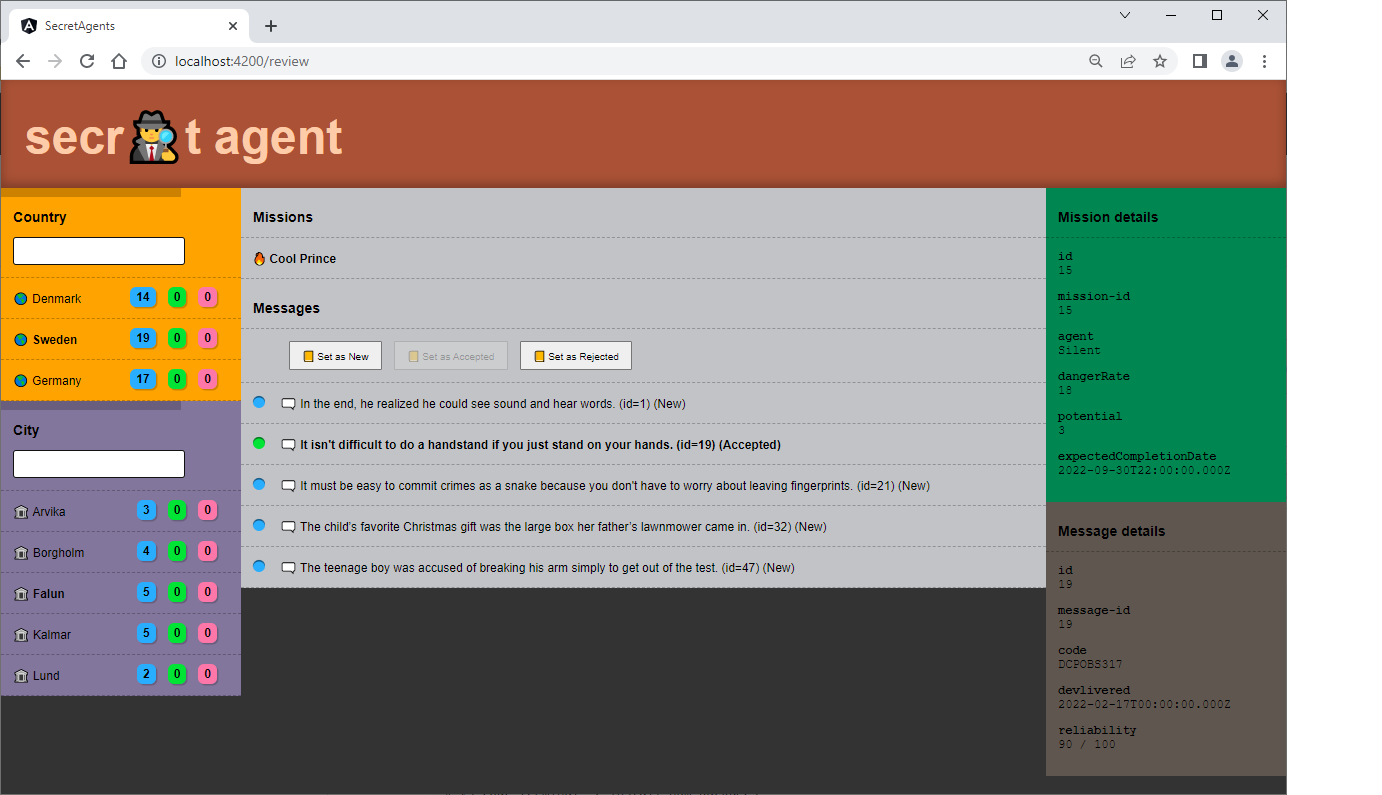 SecretAgents
localhost:4200/review
secr t agent
Country
Denmark 14 0 0
Sweden 19 0 0
Germany 17 0 0
City
Arvika 3 0 0
Borgholm 4 0 0
Falun 5 0 0
Kalmar 5 0 0
Lund 2 0 0
Missions
Cool Prince
Messages
Set as New Set as Accepted Set as Rejected
In the end, he realized he could see sound and hear words. (id=1) (New)
It isn't difficult to do a handstand if you just stand on your hands. (id=19) (Accepted)
It must be easy to commit crimes as a snake because you don't have to worry about leaving fingerprints. (id=21) (New)
The child’s favorite Christmas gift was the large box her father’s lawnmower came in. (id=32) (New)
The teenage boy was accused of breaking his arm simply to get out of the test. (id=47) (New)
Mission details
id
15
mission-id
15
agent
Silent
dangerRate
18
potential
3
expectedCompletionDate
2022-09-30T22:00:00.000Z
Message details
id
19
message-id
19
code
DCPOBS317
devlivered
2022-02-17T00:00:00.000Z
reliability
90 / 100